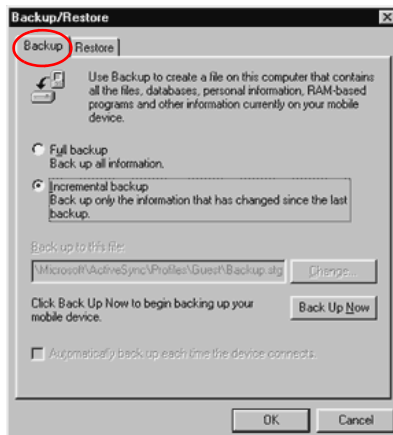 Backup/Restore
Backup Restore
Use Backup to create a file on this computer that contains
all the files, databases, personal information, RAM-based
programs and other information currently on your mobile
device.
Full backup
Back up all information.
Incremental backup
Back up only the information that has changed since the last
backup.
Back up to this file:
\Microsoft\ActiveSync\Profiles\Guest\Backup.stg Change...
Click Back Up Now to begin backing up your
mobile device.
Back Up Now
Automatically back up each time the device connects.
OK Cancel